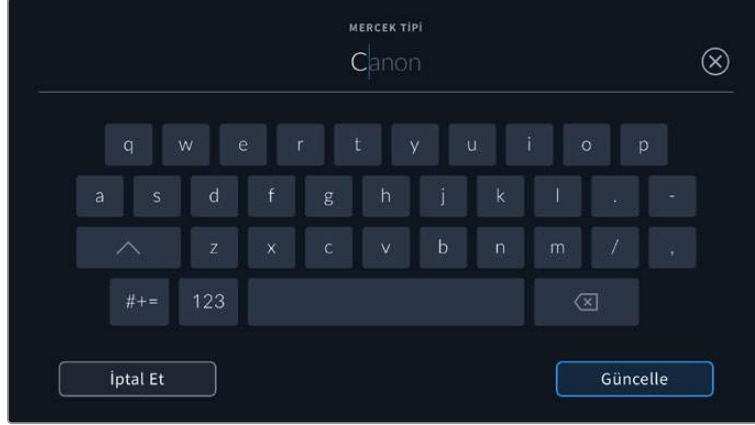 MERCEK TİPİ
Canon
q w e r t y u i o p
a s d f g h j k l . -
z x c v b n m / ,
#+= 123
İptal Et Güncelle